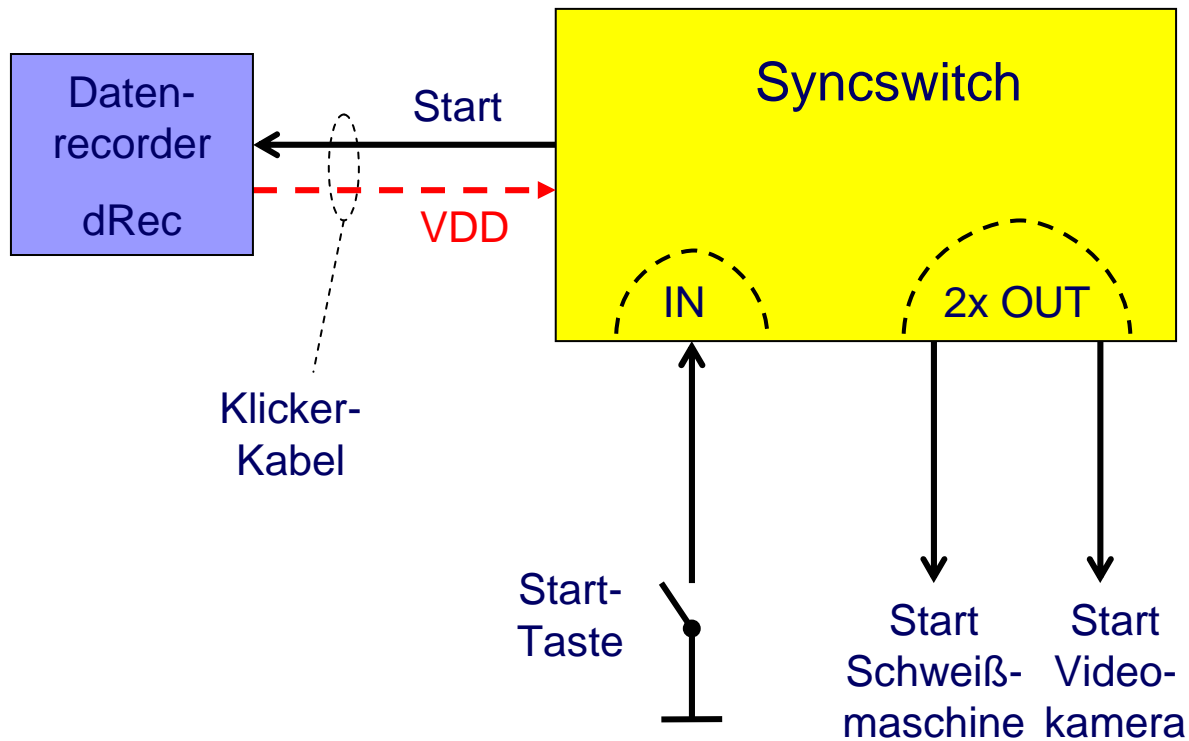 Daten-
recorder
dRec
Start
VDD
Klicker-
Kabel
Syncswitch
IN
2x OUT
Start-
Taste
Start
Schweiß-
maschine
Start
Video-
kamera